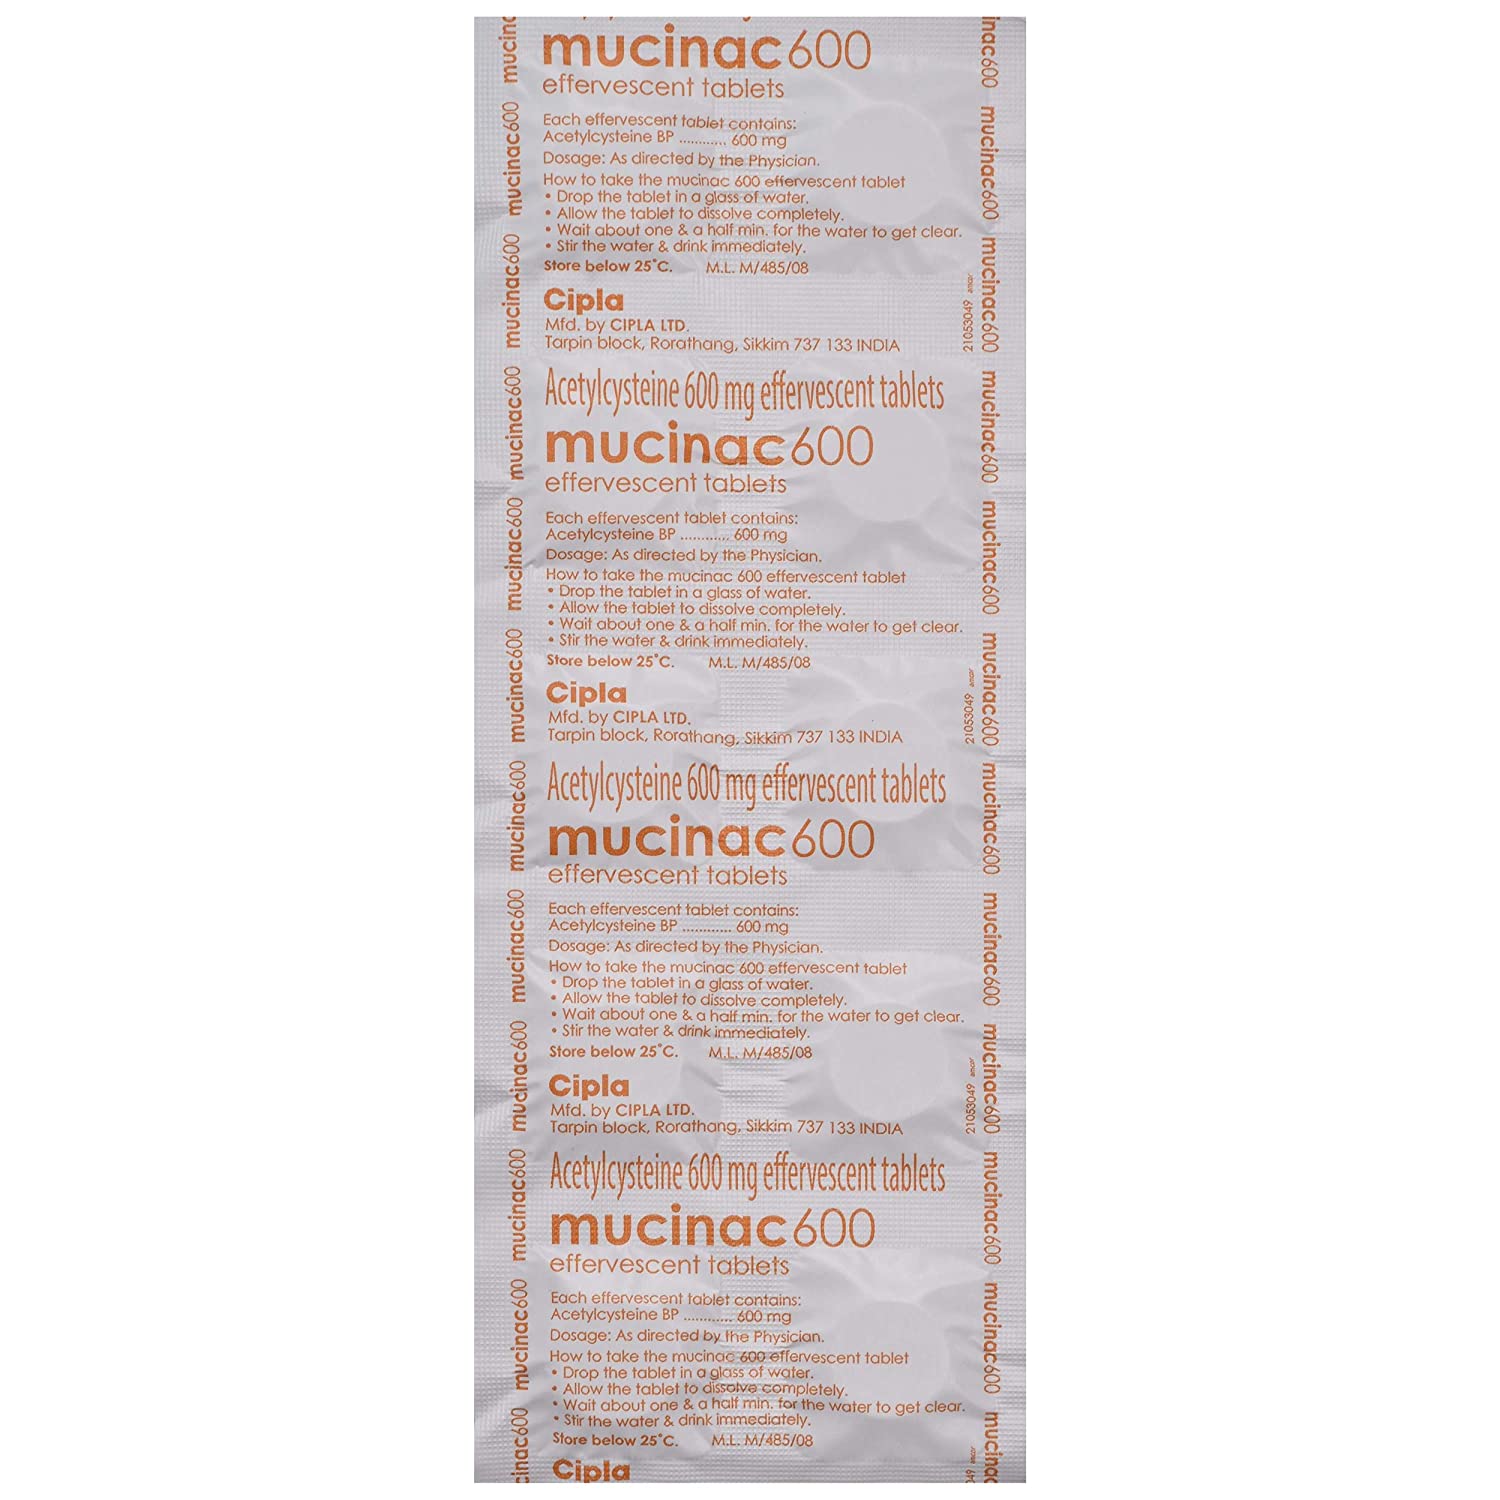 mucinac600
effervescent tablets
Each effervescent tablet contains:
Acetylcysteine BP ............ 600 mg
Dosage: As directed by the Physician.
How to take the mucinac 600 effervescent tablet
• Drop the tablet in a glass of water.
• Allow the tablet to dissolve completely.
• Wait about one & a half min. for the water to get clear.
• Stir the water & drink immediately.
Store below 25°C. M.L. M/485/08
Cipla
Mfd. by CIPLA LTD.
Tarpin block, Rorathang, Sikkim 737 133 INDIA
21053049 amcor
Acetylcysteine 600 mg effervescent tablets
mucinac600
effervescent tablets
Each effervescent tablet contains:
Acetylcysteine BP ............ 600 mg
Dosage: As directed by the Physician.
How to take the mucinac 600 effervescent tablet
• Drop the tablet in a glass of water.
• Allow the tablet to dissolve completely.
• Wait about one & a half min. for the water to get clear.
• Stir the water & drink immediately.
Store below 25°C. M.L. M/485/08
Cipla
Mfd. by CIPLA LTD.
Tarpin block, Rorathang, Sikkim 737 133 INDIA
21053049 amcor
Acetylcysteine 600 mg effervescent tablets
mucinac600
effervescent tablets
Each effervescent tablet contains:
Acetylcysteine BP ............ 600 mg
Dosage: As directed by the Physician.
How to take the mucinac 600 effervescent tablet
• Drop the tablet in a glass of water.
• Allow the tablet to dissolve completely.
• Wait about one & a half min. for the water to get clear.
• Stir the water & drink immediately.
Store below 25°C. M.L. M/485/08
Cipla
Mfd. by CIPLA LTD.
Tarpin block, Rorathang, Sikkim 737 133 INDIA
21053049 amcor
Acetylcysteine 600 mg effervescent tablets
mucinac600
effervescent tablets
Each effervescent tablet contains:
Acetylcysteine BP ............ 600 mg
Dosage: As directed by the Physician.
How to take the mucinac 600 effervescent tablet
• Drop the tablet in a glass of water.
• Allow the tablet to dissolve completely.
• Wait about one & a half min. for the water to get clear.
• Stir the water & drink immediately.
Store below 25°C. M.L. M/485/08
Cipla
049 amcor
cinac600 mucinac600 mucinac600 mucinac600 mucinac600 mucinac600 mucinac600 mucinac600 mucinac600 mucinac600 mucinac600 mucin
inac600 mucinac600 mucinac600 mucinac600 mucinac600 mucinac600 mucinac600 mucinac600 mucinac600 mucinac600 mucinac600 mucinac